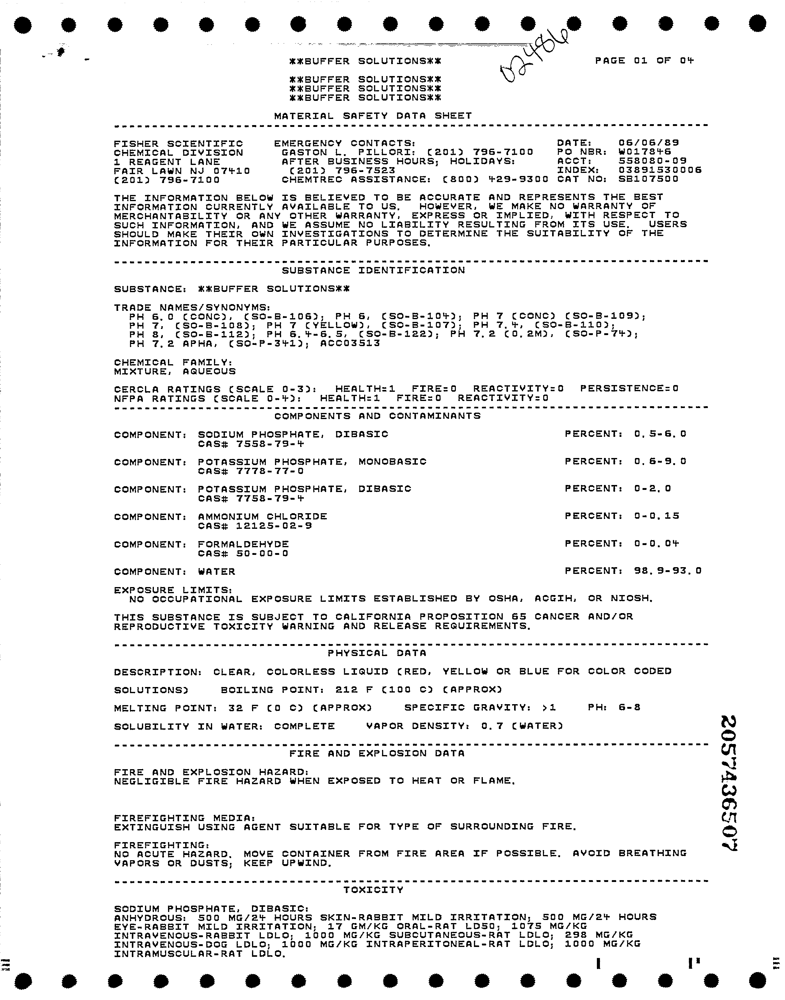 02486
**BUFFER SOLUTIONS** PAGE 01 OF 04
**BUFFER SOLUTIONS**
**BUFFER SOLUTIONS**
**BUFFER SOLUTIONS**
MATERIAL SAFETY DATA SHEET
FISHER SCIENTIFIC EMERGENCY CONTACTS: DATE: 06/06/89
CHEMICAL DIVISION GASTON L. PILLORI: (201) 796-7100 PO NBR: W017846
1 REAGENT LANE AFTER BUSINESS HOURS; HOLIDAYS: ACCT: 558080-09
FAIR LAWN NJ 07410 (201) 796-7523 INDEX: 03891530006
(201) 796-7100 CHEMTREC ASSISTANCE: (800) 429-9300 CAT NO: SB107500
THE INFORMATION BELOW IS BELIEVED TO BE ACCURATE AND REPRESENTS THE BEST
INFORMATION CURRENTLY AVAILABLE TO US. HOWEVER, WE MAKE NO WARRANTY OF
MERCHANTABILITY OR ANY OTHER WARRANTY, EXPRESS OR IMPLIED, WITH RESPECT TO
SUCH INFORMATION, AND WE ASSUME NO LIABILITY RESULTING FROM ITS USE. USERS
SHOULD MAKE THEIR OWN INVESTIGATIONS TO DETERMINE THE SUITABILITY OF THE
INFORMATION FOR THEIR PARTICULAR PURPOSES.
SUBSTANCE IDENTIFICATION
SUBSTANCE: **BUFFER SOLUTIONS**
TRADE NAMES/SYNONYMS:
PH 6.0 (CONC), (SO-B-106); PH 6, (SO-B-104); PH 7 (CONC) (SO-B-109);
PH 7, (SO-B-108); PH 7 (YELLOW), (SO-B-107); PH 7.4, (SO-B-110);
PH 8, (SO-B-112); PH 6.4-6.5, (SO-B-122); PH 7.2 (0.2M), (SO-P-74);
PH 7.2 APHA, (SO-P-341); ACC03513
CHEMICAL FAMILY:
MIXTURE, AQUEOUS
CERCLA RATINGS (SCALE 0-3): HEALTH=1 FIRE=0 REACTIVITY=0 PERSISTENCE=0
NFPA RATINGS (SCALE 0-4): HEALTH=1 FIRE=0 REACTIVITY=0
COMPONENTS AND CONTAMINANTS
COMPONENT: SODIUM PHOSPHATE, DIBASIC PERCENT: 0.5-6.0
CAS# 7558-79-4
COMPONENT: POTASSIUM PHOSPHATE, MONOBASIC PERCENT: 0.6-9.0
CAS# 7778-77-0
COMPONENT: POTASSIUM PHOSPHATE, DIBASIC PERCENT: 0-2.0
CAS# 7758-79-4
COMPONENT: AMMONIUM CHLORIDE PERCENT: 0-0.15
CAS# 12125-02-9
COMPONENT: FORMALDEHYDE PERCENT: 0-0.04
CAS# 50-00-0
COMPONENT: WATER PERCENT: 98.9-93.0
EXPOSURE LIMITS:
NO OCCUPATIONAL EXPOSURE LIMITS ESTABLISHED BY OSHA, ACGIH, OR NIOSH.
THIS SUBSTANCE IS SUBJECT TO CALIFORNIA PROPOSITION 65 CANCER AND/OR
REPRODUCTIVE TOXICITY WARNING AND RELEASE REQUIREMENTS.
PHYSICAL DATA
DESCRIPTION: CLEAR, COLORLESS LIQUID (RED, YELLOW OR BLUE FOR COLOR CODED
SOLUTIONS) BOILING POINT: 212 F (100 C) (APPROX)
MELTING POINT: 32 F (0 C) (APPROX) SPECIFIC GRAVITY: >1 PH: 6-8
SOLUBILITY IN WATER: COMPLETE VAPOR DENSITY: 0.7 (WATER)
FIRE AND EXPLOSION DATA
FIRE AND EXPLOSION HAZARD:
NEGLIGIBLE FIRE HAZARD WHEN EXPOSED TO HEAT OR FLAME.
FIREFIGHTING MEDIA:
EXTINGUISH USING AGENT SUITABLE FOR TYPE OF SURROUNDING FIRE.
FIREFIGHTING:
NO ACUTE HAZARD. MOVE CONTAINER FROM FIRE AREA IF POSSIBLE. AVOID BREATHING
VAPORS OR DUSTS; KEEP UPWIND.
TOXICITY
SODIUM PHOSPHATE, DIBASIC:
ANHYDROUS: 500 MG/24 HOURS SKIN-RABBIT MILD IRRITATION; 500 MG/24 HOURS
EYE-RABBIT MILD IRRITATION; 17 GM/KG ORAL-RAT LD50; 1075 MG/KG
INTRAVENOUS-RABBIT LDLO; 1000 MG/KG SUBCUTANEOUS-RAT LDLO; 298 MG/KG
INTRAVENOUS-DOG LDLO; 1000 MG/KG INTRAPERITONEAL-RAT LDLO; 1000 MG/KG
INTRAMUSCULAR-RAT LDLO.
2057436507